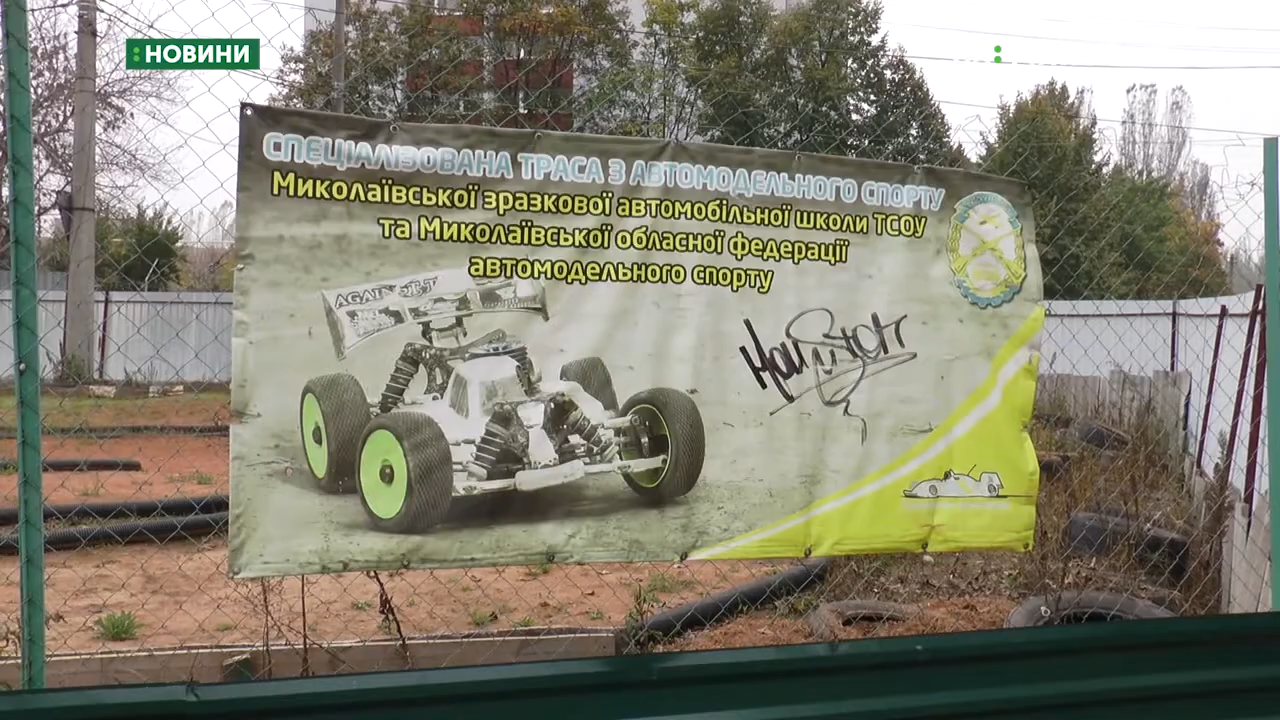 НОВИНИ
СПЕЦІАЛІЗОВАНА ТРАСА З АВТОМОДЕЛЬНОГО СПОРТУ
Миколаївської зразкової автомобільної школи ТСОУ
та Миколаївської обласної федерації
автомодельного спорту